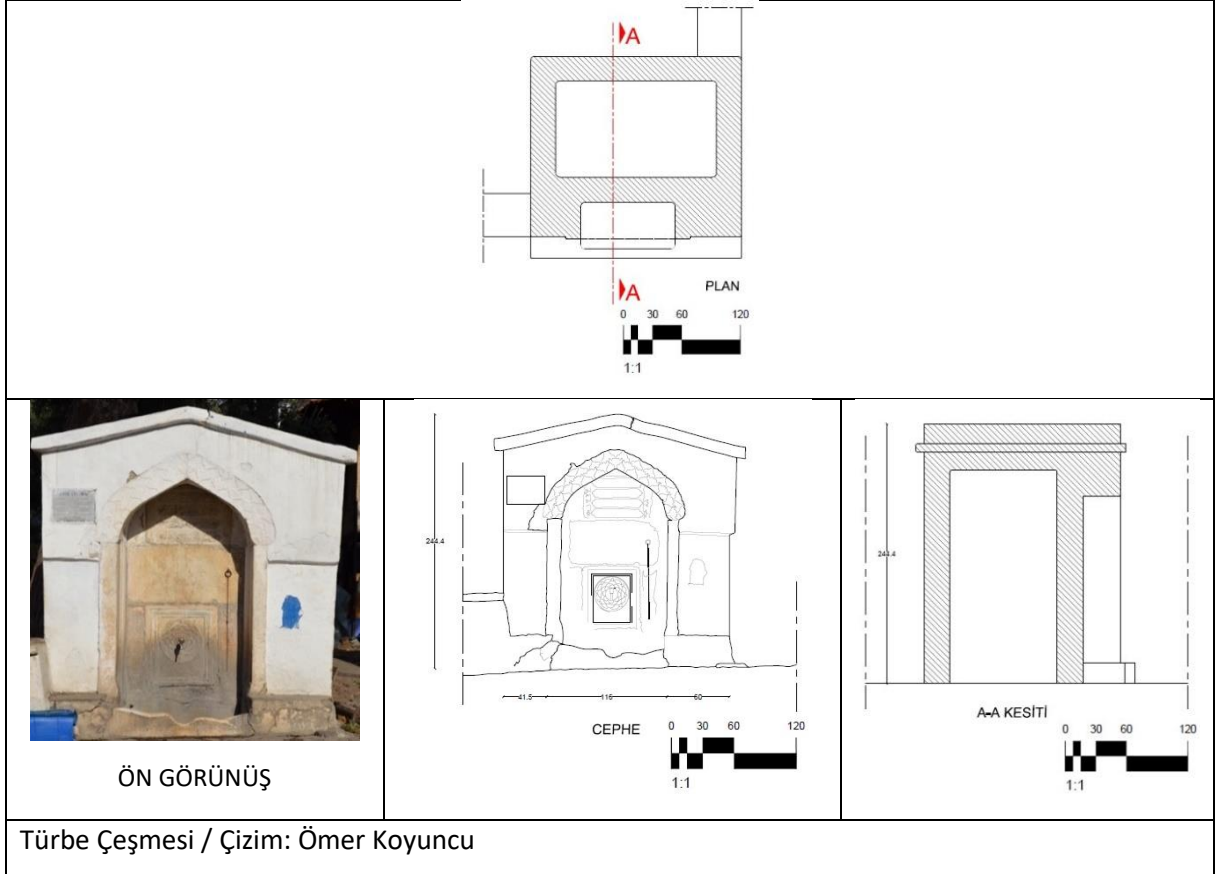 A
A
PLAN
0 30 60 120
1:1
244.4
41.5 116 60
CEPHE
0 30 60 120
1:1
244.4
A-A KESİTİ
0 30 60 120
1:1
ÖN GÖRÜNÜŞ
Türbe Çeşmesi / Çizim: Ömer Koyuncu